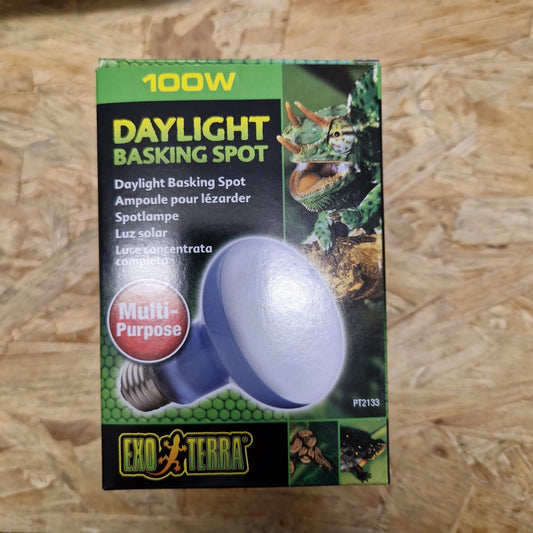 100W
DAYLIGHT
BASKING SPOT
Daylight Basking Spot
Ampoule pour lézarder
Spotlampe
Luz solar
Luce concentrata
completa
Multi-
Purpose
PT2133
EXO TERRA